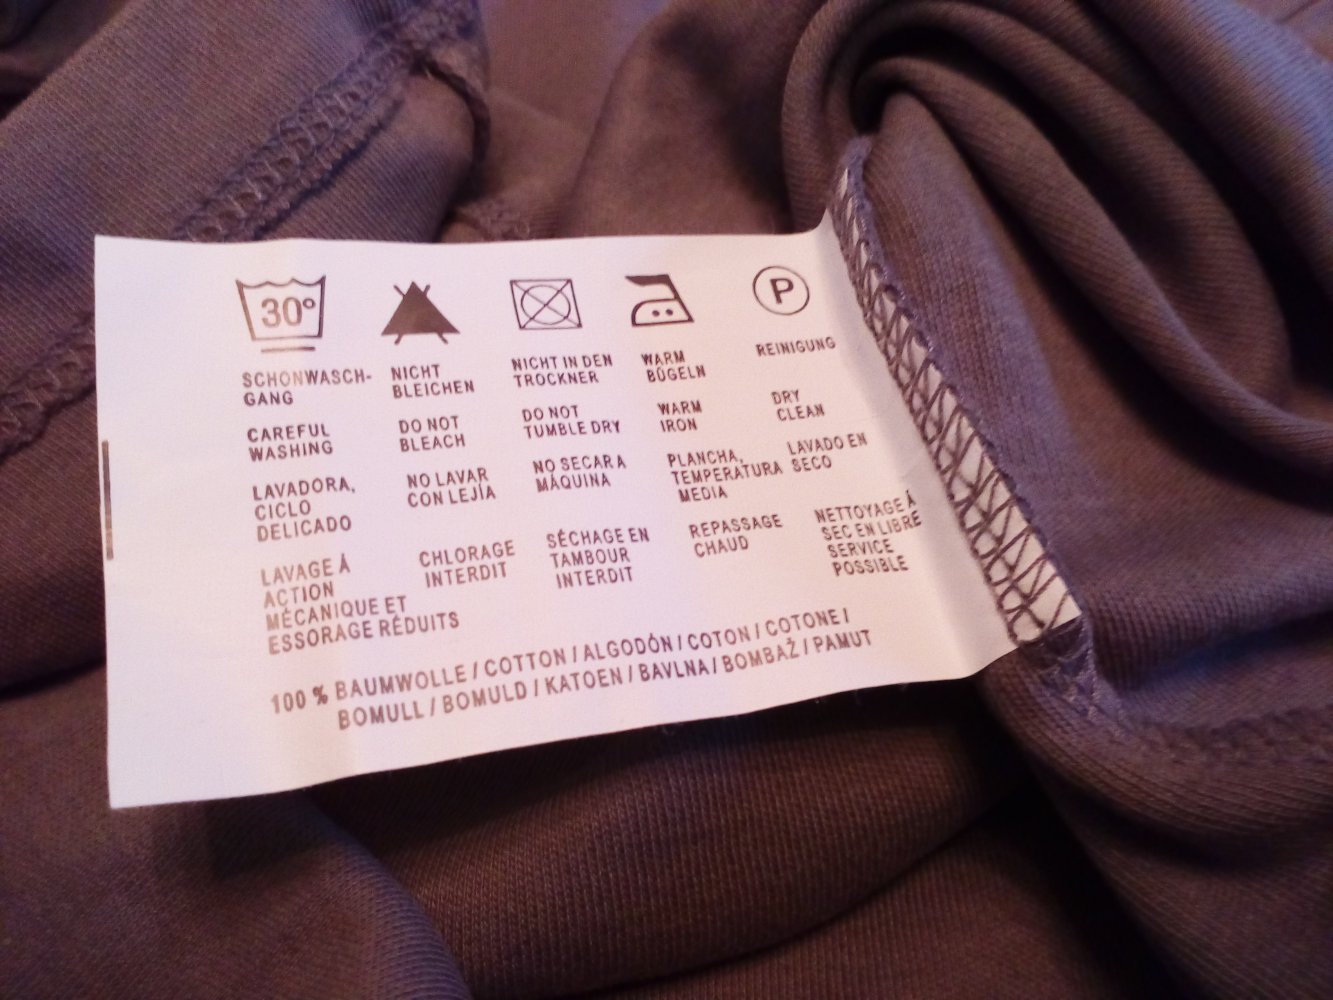 30°
P
SCHONWASCH-
GANG
NICHT
BLEICHEN
NICHT IN DEN
TROCKNER
WARM
BÜGELN
REINIGUNG
CAREFUL
WASHING
DO NOT
BLEACH
DO NOT
TUMBLE DRY
WARM
IRON
DRY
CLEAN
LAVADORA,
CICLO
DELICADO
NO LAVAR
CON LEJÍA
NO SECAR A
MÁQUINA
PLANCHA,
TEMPERATURA
MEDIA
LAVADO EN
SECO
LAVAGE Á
ACTION
MÉCANIQUE ET
ESSORAGE RÉDUITS
CHLORAGE
INTERDIT
SÉCHAGE EN
TAMBOUR
INTERDIT
REPASSAGE
CHAUD
NETTOYAGE Á
SEC EN LIBRE
SERVICE
POSSIBLE
100 % BAUMWOLLE / COTTON / ALGODÒN / COTON / COTONE /
BOMULL / BOMULD / KATOEN / BAVLNA / BOMBAŽ / PAMUT